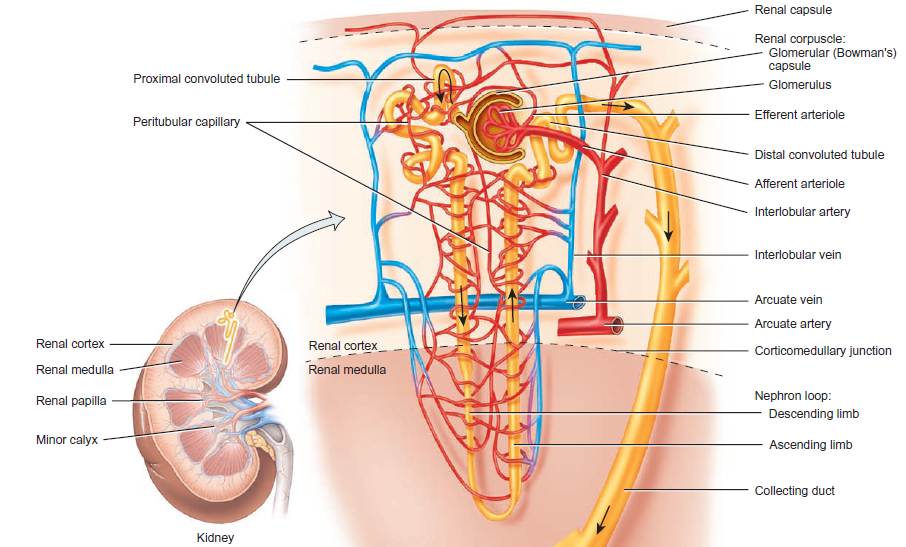 Renal capsule
Renal corpuscle:
Glomerular (Bowman's)
capsule
Glomerulus
Efferent arteriole
Distal convoluted tubule
Afferent arteriole
Interlobular artery
Interlobular vein
Arcuate vein
Arcuate artery
Corticomedullary junction
Nephron loop:
Descending limb
Ascending limb
Collecting duct
Proximal convoluted tubule
Peritubular capillary
Renal cortex
Renal medulla
Renal cortex
Renal medulla
Renal papilla
Minor calyx
Kidney